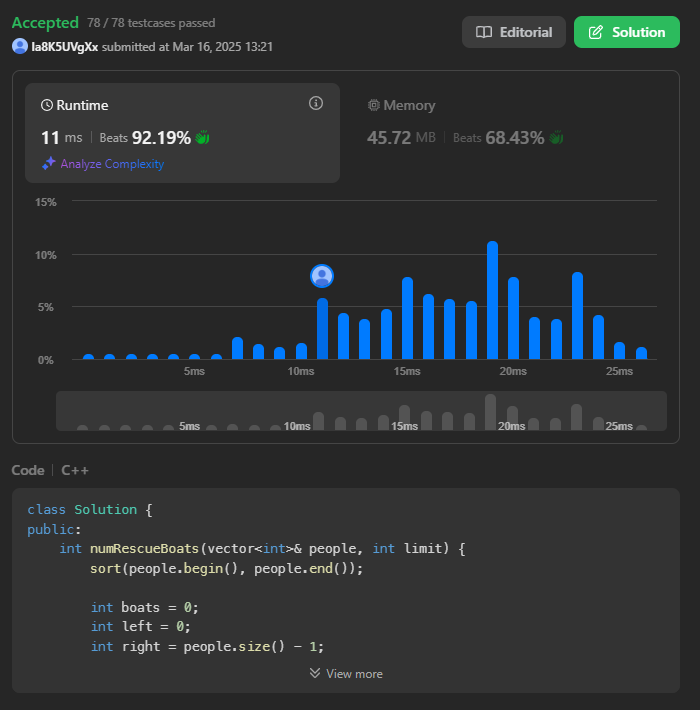 Accepted 78 / 78 testcases passed
Ia8K5UVgXx submitted at Mar 16, 2025 13:21
Editorial
Solution
Runtime
11 ms | Beats 92.19%
Analyze Complexity
Memory
45.72 MB | Beats 68.43%
15%
10%
5%
0%
5ms 10ms 15ms 20ms 25ms
5ms 10ms 15ms 20ms 25ms
Code | C++
class Solution {
public:
    int numRescueBoats(vector<int>& people, int limit) {
        sort(people.begin(), people.end());
        int boats = 0;
        int left = 0;
        int right = people.size() - 1;
View more